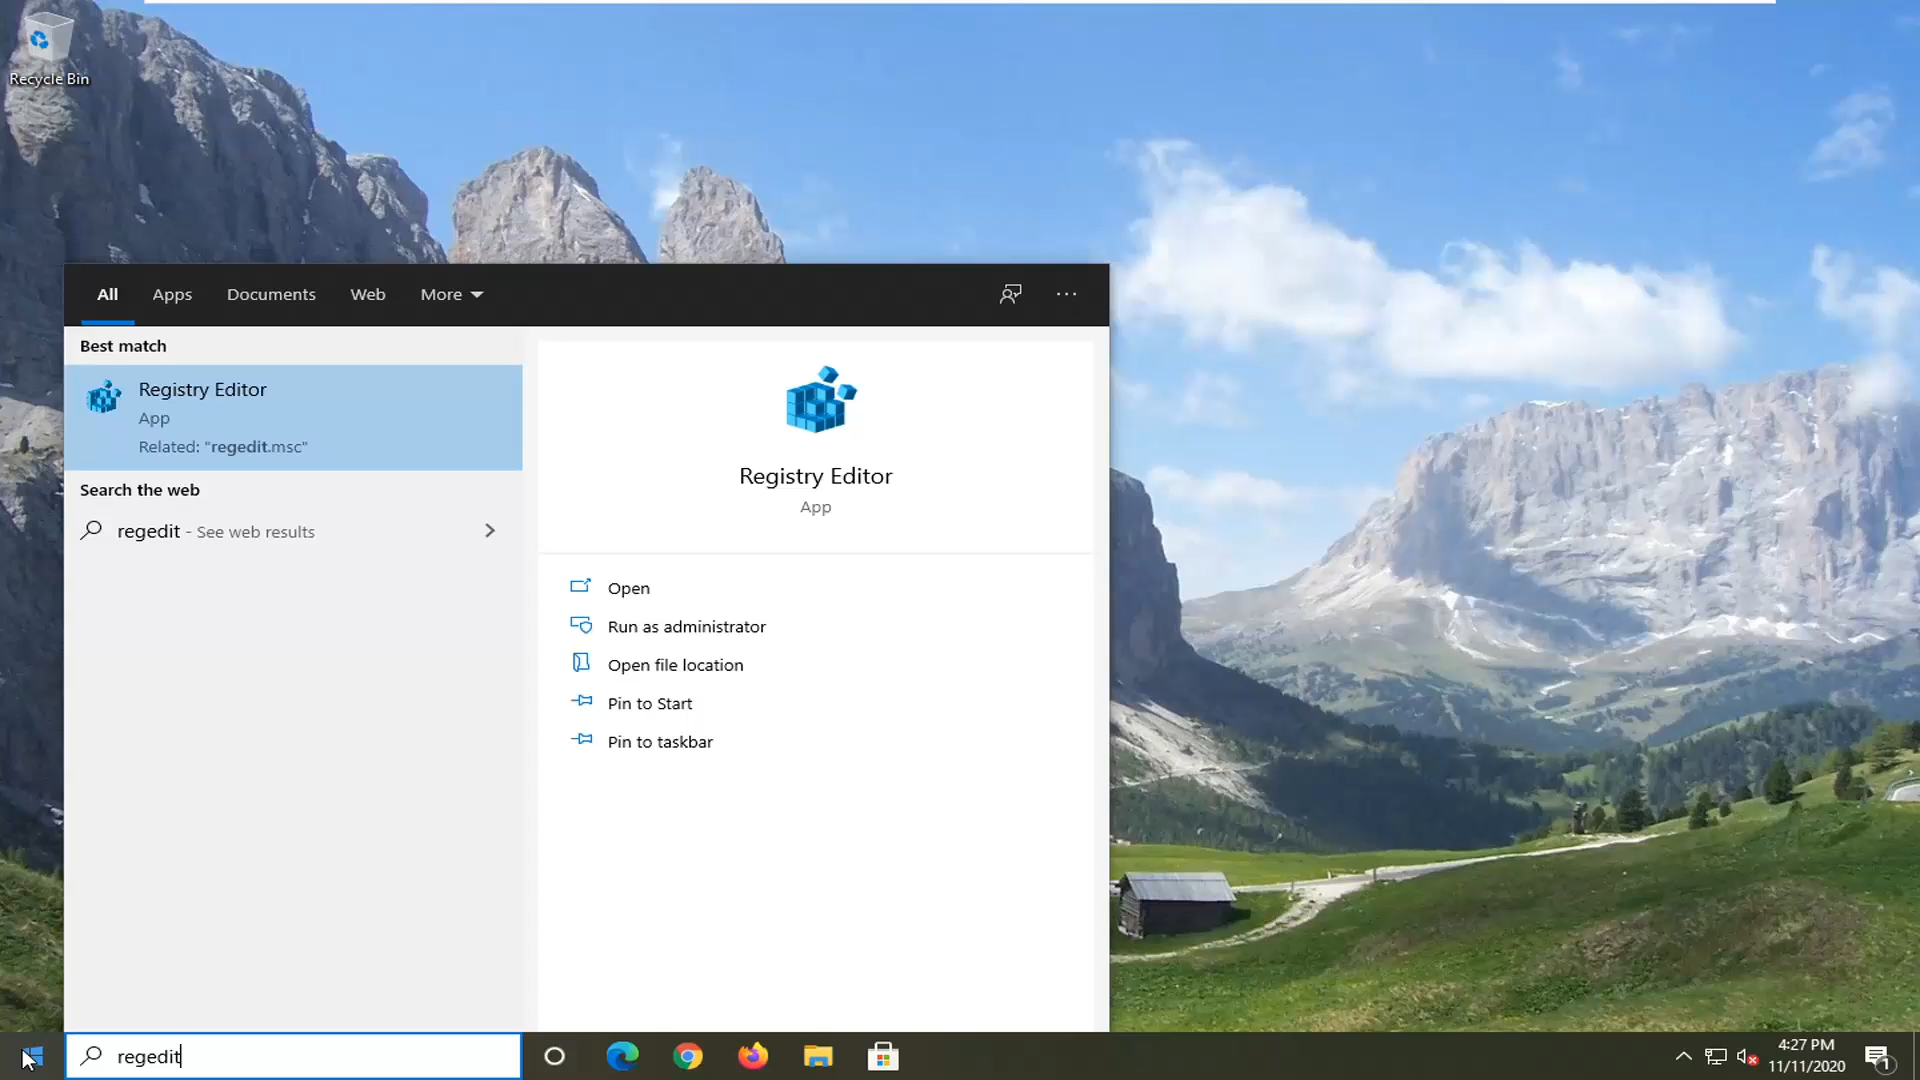 Recycle Bin
All Apps Documents Web More
Best match
Registry Editor
App
Related: "regedit.msc"
Search the web
regedit - See web results
Registry Editor
App
Open
Run as administrator
Open file location
Pin to Start
Pin to taskbar
regedit
4:27 PM
11/11/2020
1